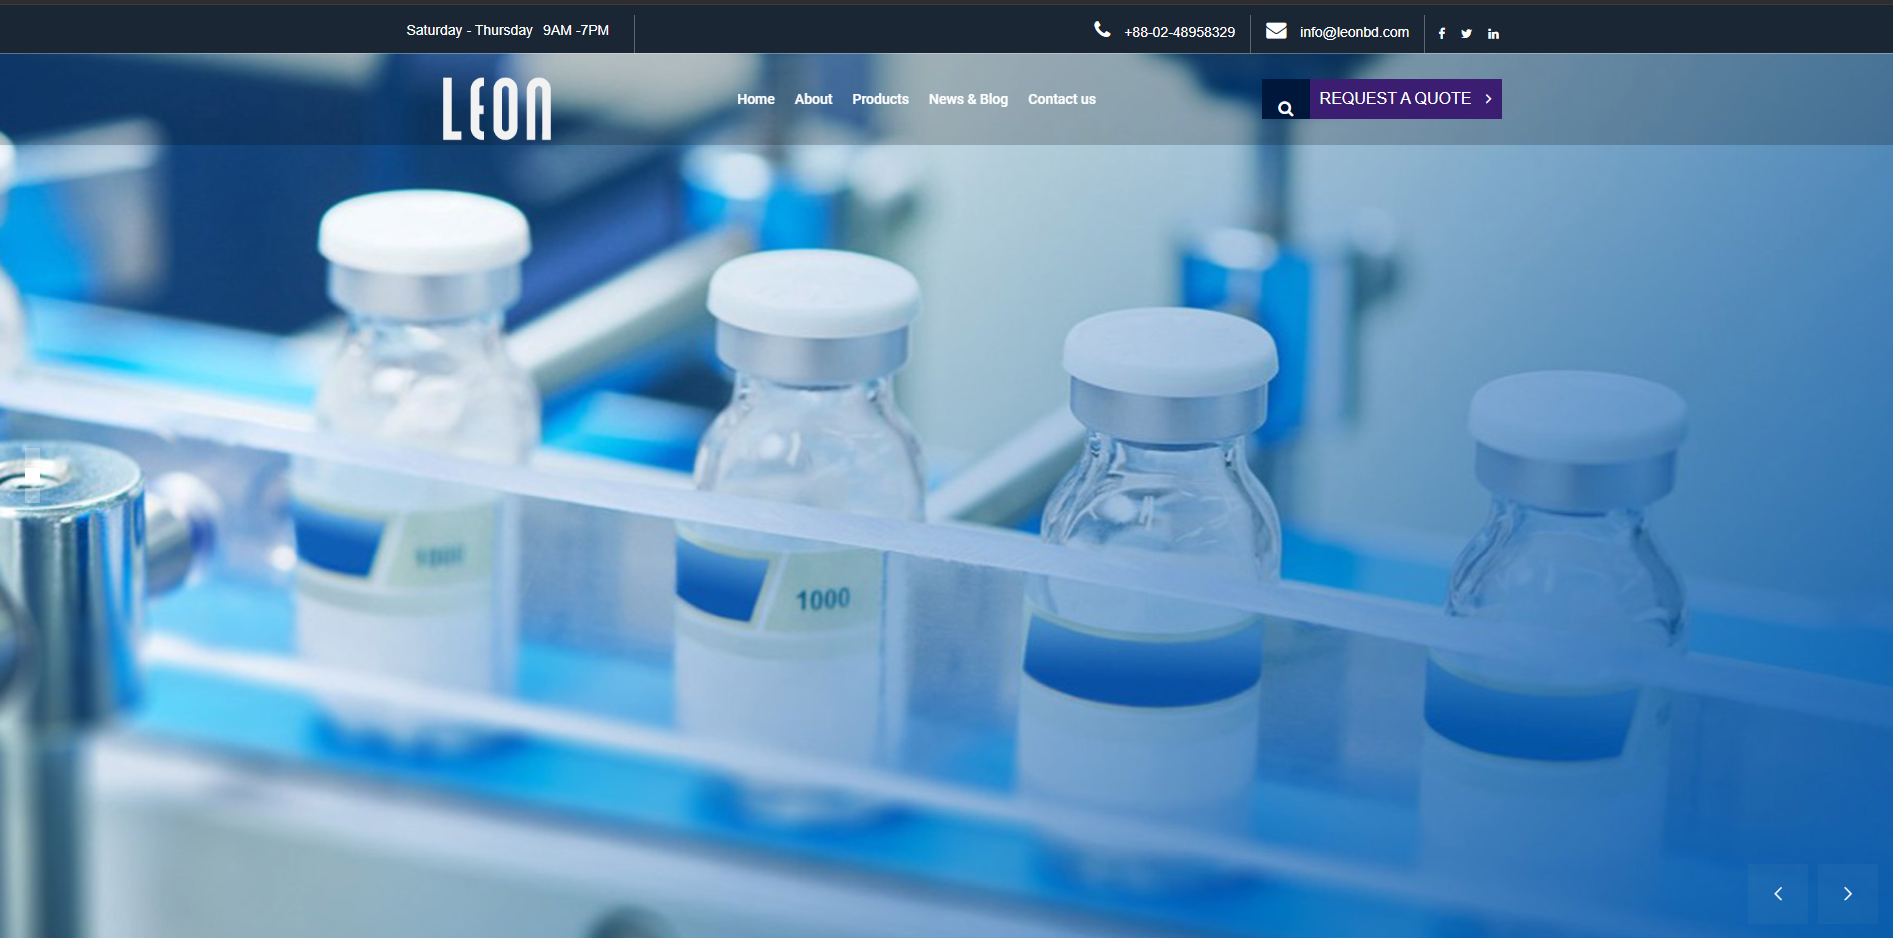 Saturday - Thursday 9AM -7PM
+88-02-48958329
info@leonbd.com
LEON
Home
About
Products
News & Blog
Contact us
REQUEST A QUOTE
1000
1000